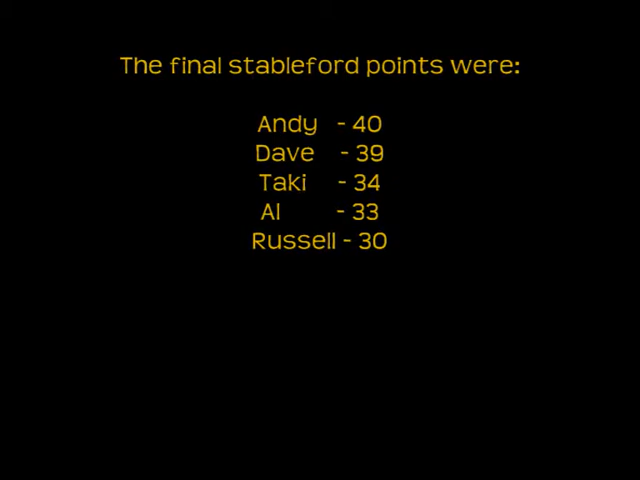 The final stableford points were:
Andy - 40
Dave - 39
Taki - 34
Al - 33
Russell - 30